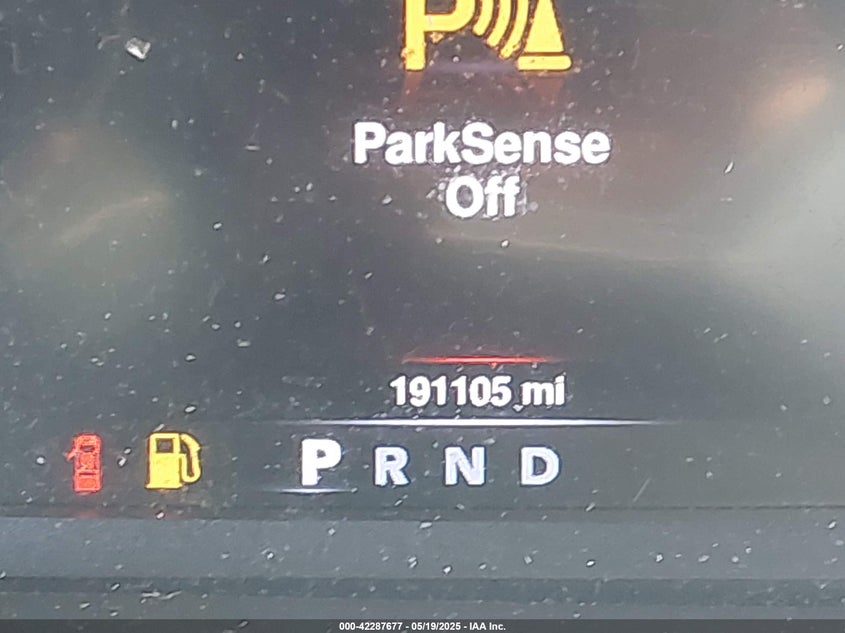 P
ParkSense
Off
191105 mi
P R N D
000-42287677 - 05/19/2025 - IAA Inc.